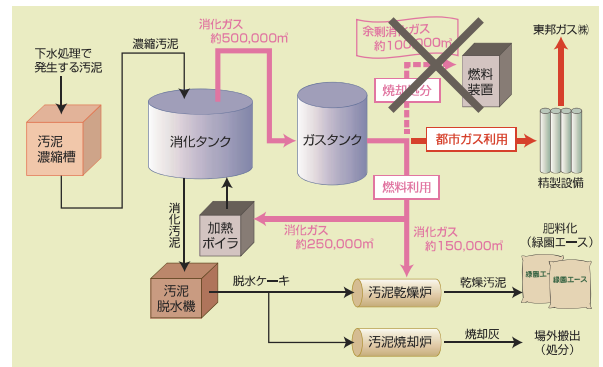 下水処理で
発生する汚泥
濃縮汚泥
消化ガス
約500,000㎥
余剰消化ガス
約100,000㎥
東邦ガス㈱
焼却処分
燃料
装置
汚泥
濃縮槽
消化タンク
ガスタンク
都市ガス利用
精製設備
燃料利用
消化汚泥
加熱
ボイラ
消化ガス
約250,000㎥
消化ガス
約150,000㎥
肥料化
(緑園エース)
汚泥
脱水機
脱水ケーキ
汚泥乾燥炉
乾燥汚泥
緑園エース
緑園エース
汚泥焼却炉
焼却灰
場外搬出
(処分)